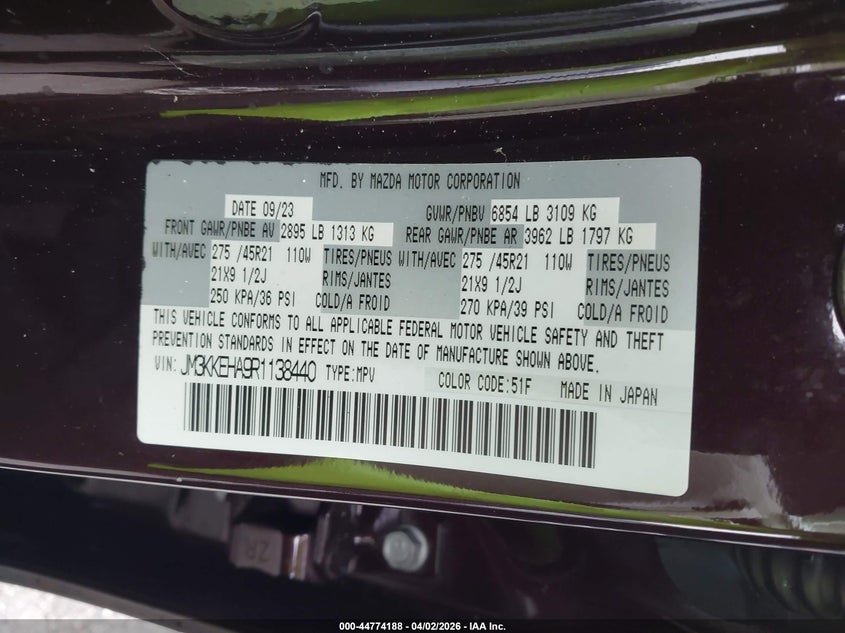 MFD. BY MAZDA MOTOR CORPORATION
DATE 09/23 GVWR/PNBV 6854 LB 3109 KG
FRONT GAWR/PNBE AV 2895 LB 1313 KG REAR GAWR/PNBE AR 3962 LB 1797 KG
WITH/AVEC 275 /45R21 110W TIRES/PNEUS WITH/AVEC 275 /45R21 110W TIRES/PNEUS
21X9 1/2J RIMS/JANTES 21X9 1/2J RIMS/JANTES
250 KPA/36 PSI COLD/A FROID 270 KPA/39 PSI COLD/A FROID
THIS VEHICLE CONFORMS TO ALL APPLICABLE FEDERAL MOTOR VEHICLE SAFETY AND THEFT
PREVENTION STANDARDS IN EFFECT ON THE DATE OF MANUFACTURE SHOWN ABOVE.
VIN: JM3KKEHA9R1138440 TYPE:MPV COLOR CODE:51F MADE IN JAPAN
ZR
000-44774188 - 04/02/2026 - IAA Inc.